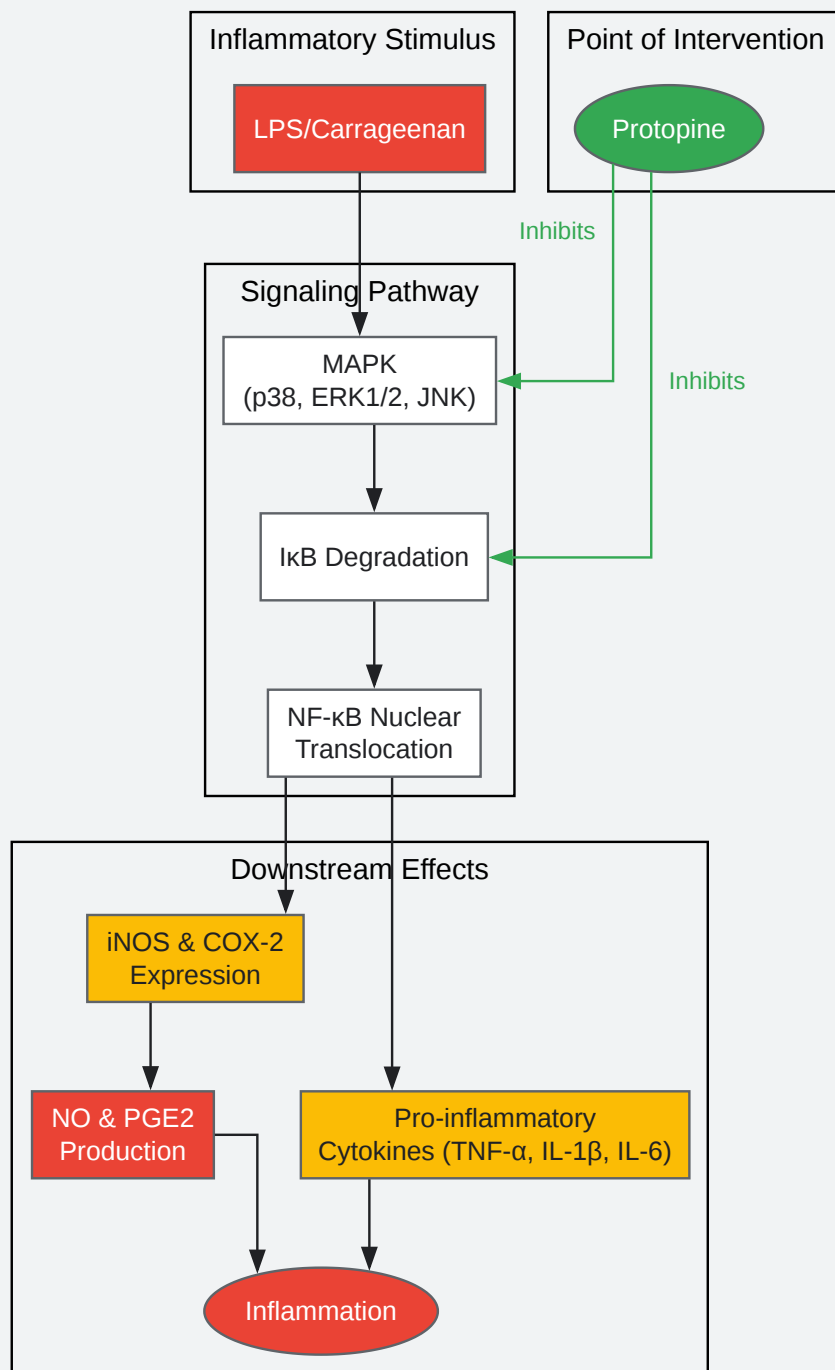 Inflammatory Stimulus
Point of Intervention
LPS/Carrageenan
Protopine
Inhibits
Signaling Pathway
MAPK
(p38, ERK1/2, JNK)
Inhibits
IκB Degradation
NF-κB Nuclear
Translocation
Downstream Effects
iNOS & COX-2
Expression
NO & PGE2
Production
Pro-inflammatory
Cytokines (TNF-α, IL-1β, IL-6)
Inflammation